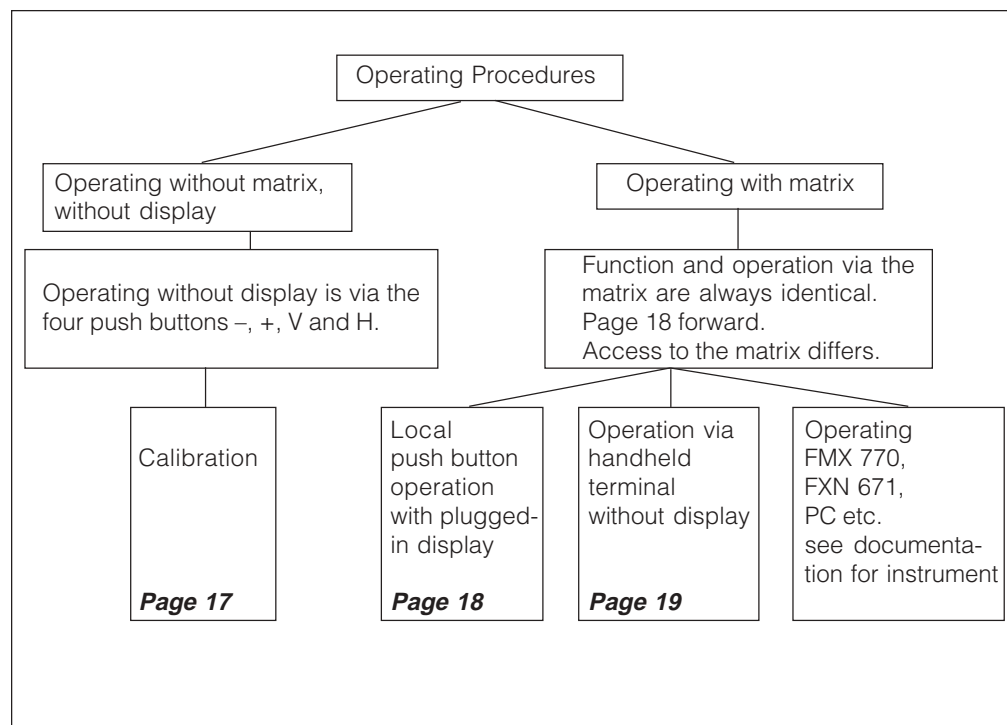 Operating Procedures
Operating without matrix,
without display
Operating with matrix
Operating without display is via the
four push buttons –, +, V and H.
Function and operation via the
matrix are always identical.
Page 18 forward.
Access to the matrix differs.
Calibration
Page 17
Local
push button
operation
with plugged-
in display
Page 18
Operation via
handheld
terminal
without display
Page 19
Operating
FMX 770,
FXN 671,
PC etc.
see documenta-
tion for instrument